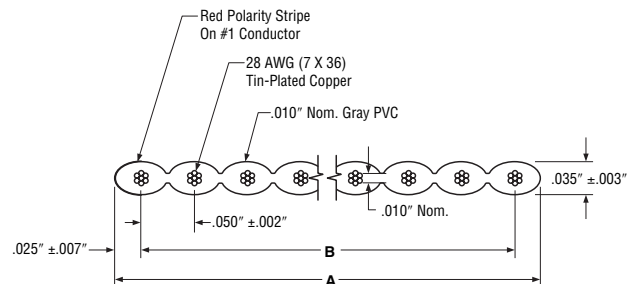 Red Polarity Stripe
On #1 Conductor
28 AWG (7 X 36)
Tin-Plated Copper
.010" Nom. Gray PVC
.035" ±.003"
.010" Nom.
.050" ±.002"
.025" ±.007"
B
A